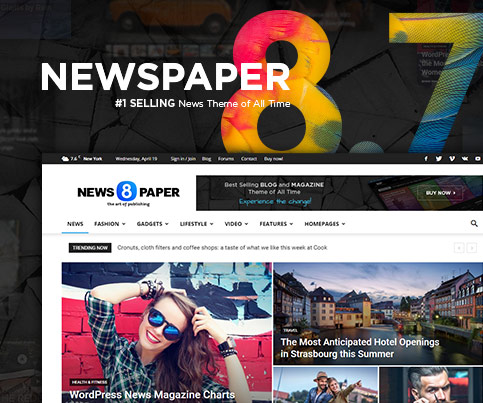 NEWSPAPER
8.7
#1 SELLING News Theme of All Time
7.6 C New York Wednesday, April 19 Sign in / Join Blog Forums Contact Buy now!
NEWS 8 PAPER
the art of publishing
Best Selling BLOG and MAGAZINE
Theme of All Time
Experience the change!
BUY NOW
NEWS FASHION GADGETS LIFESTYLE VIDEO FEATURES HOMEPAGES
TRENDING NOW Cronuts, cloth filters and coffee shops: a taste of what we like this week at Cook
TRAVEL
The Most Anticipated Hotel Openings
in Strasbourg this Summer
HEALTH & FITNESS
WordPress News Magazine Charts